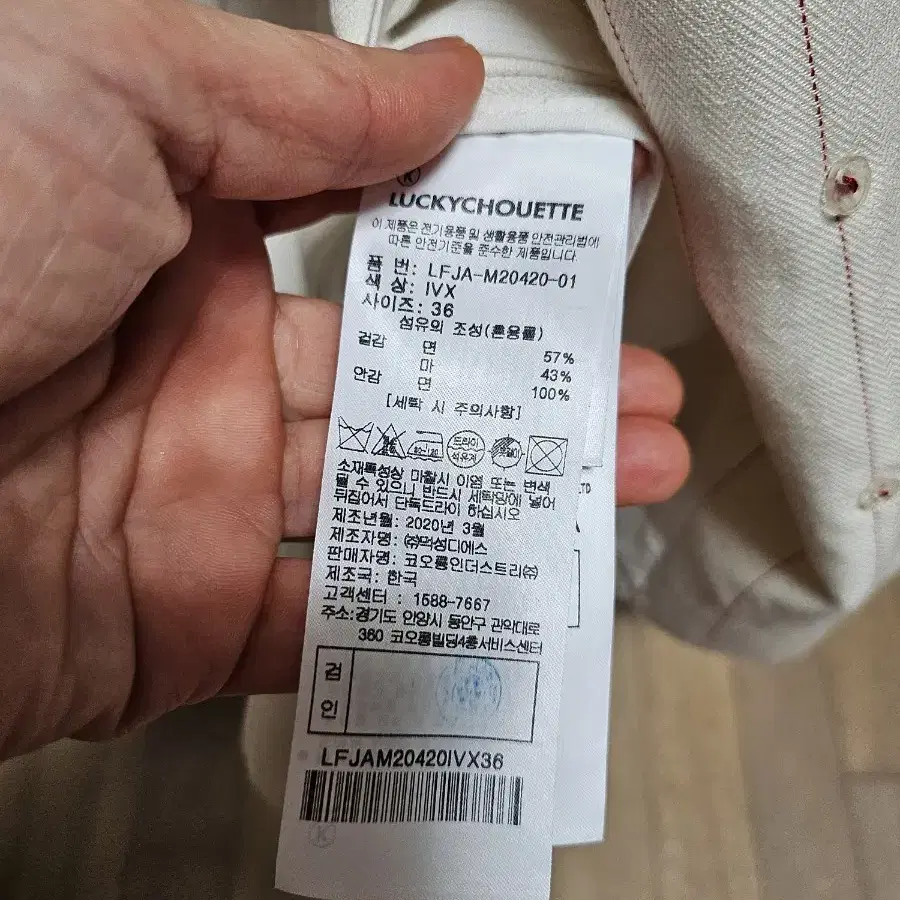 K
LUCKYCHOUETTE
이 제품은 전기용품 및 생활용품 안전관리법에
따른 안전기준을 준수한 제품입니다.
품 번: LFJA-M20420-01
색 상: IVX
사이즈: 36
섬유의 조성(혼용률)
겉감 면 57%
마 43%
안감 면 100%
[세탁 시 주의사항]
80~120
드라이
석유계
소재특성상 마찰시 이염 또는 변색
될 수 있으니 반드시 세탁망에 넣어
뒤집어서 단독드라이 하십시오
제조년월: 2020년 3월
제조자명: ㈜덕성디에스
판매자명: 코오롱인더스트리㈜
제조국: 한국
고객센터 : 1588-7667
주소: 경기도 안양시 동안구 관악대로
360 코오롱빌딩4층서비스센터
검
인
LFJAM20420IVX36
K
LTD